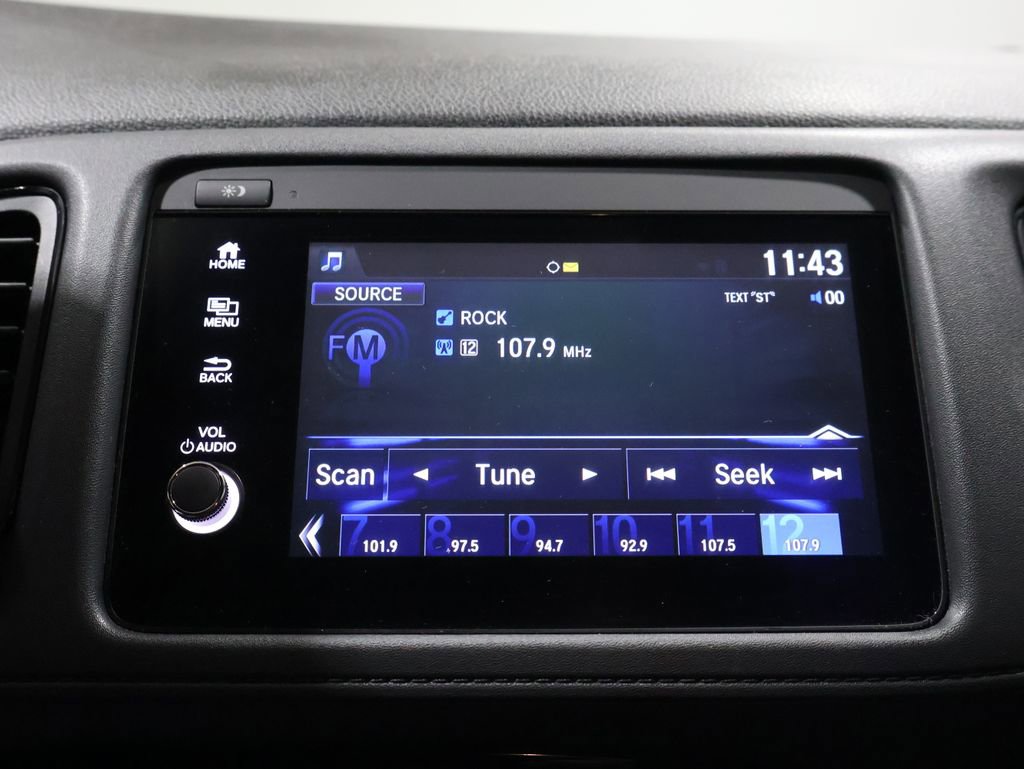 HOME
MENU
BACK
VOL
AUDIO
11:43
SOURCE
TEXT "ST"
00
FM
ROCK
12 107.9 MHz
Scan Tune Seek
7 8 9 10 11 12
101.9 97.5 94.7 92.9 107.5 107.9